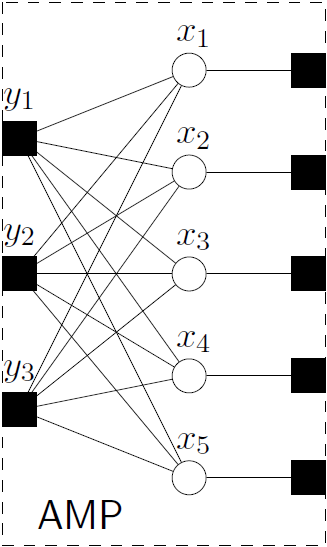 x₁
y₁
x₂
y₂
x₃
x₄
y₃
x₅
AMP